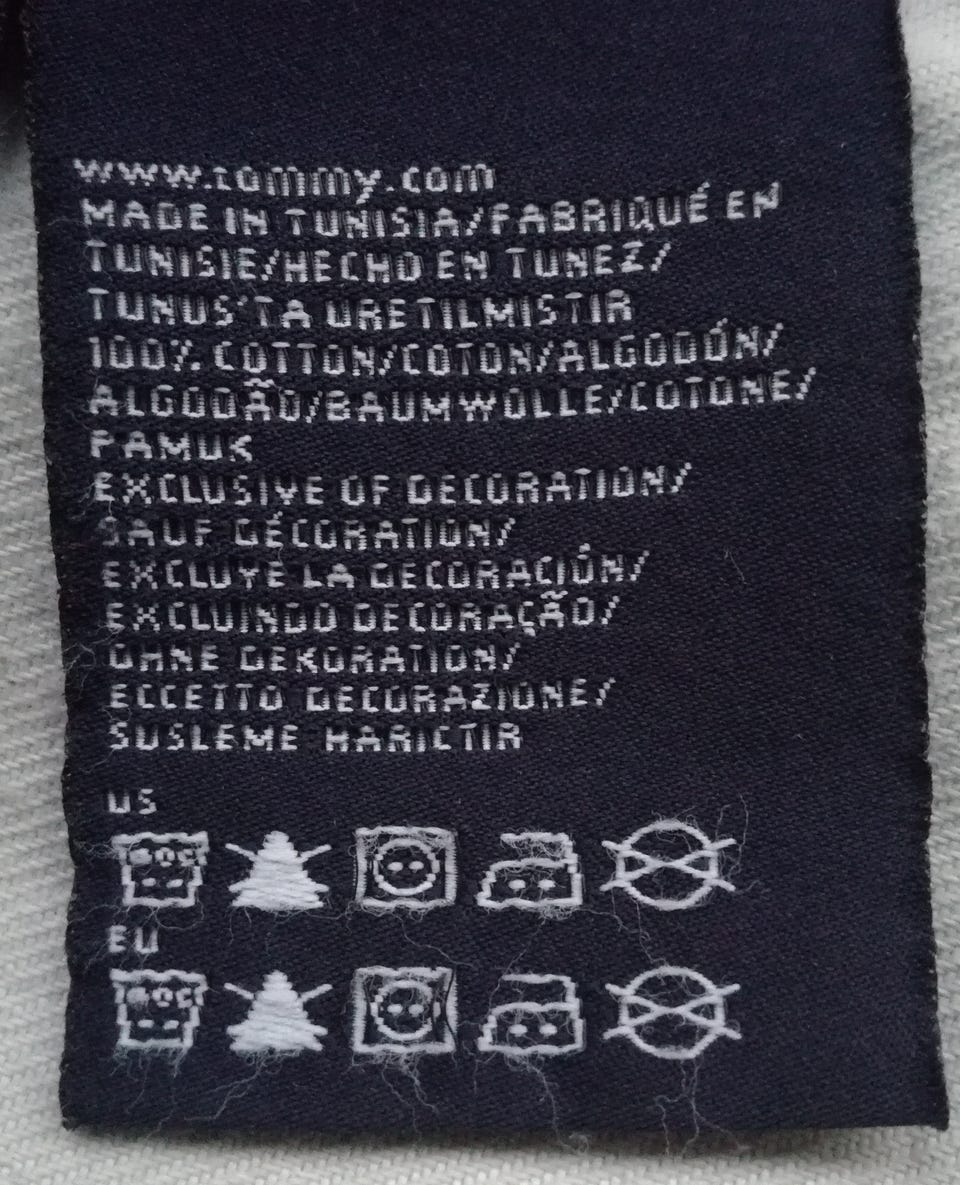 www.tommy.com
MADE IN TUNISIA/FABRIQUÉ EN
TUNISIE/HECHO EN TUNEZ/
TUNUS'TA URETILMISTIR
100% COTTON/COTON/ALGODÓN/
ALGODÃO/BAUMWOLLE/COTONE/
PAMUK
EXCLUSIVE OF DECORATION/
SAUF DÉCORATION/
EXCLUYE LA DECORACIÓN/
EXCLUINDO DECORAÇÃO/
OHNE DEKORATION/
ECCETTO DECORAZIONE/
SUSLEME HARICTIR
US
EU